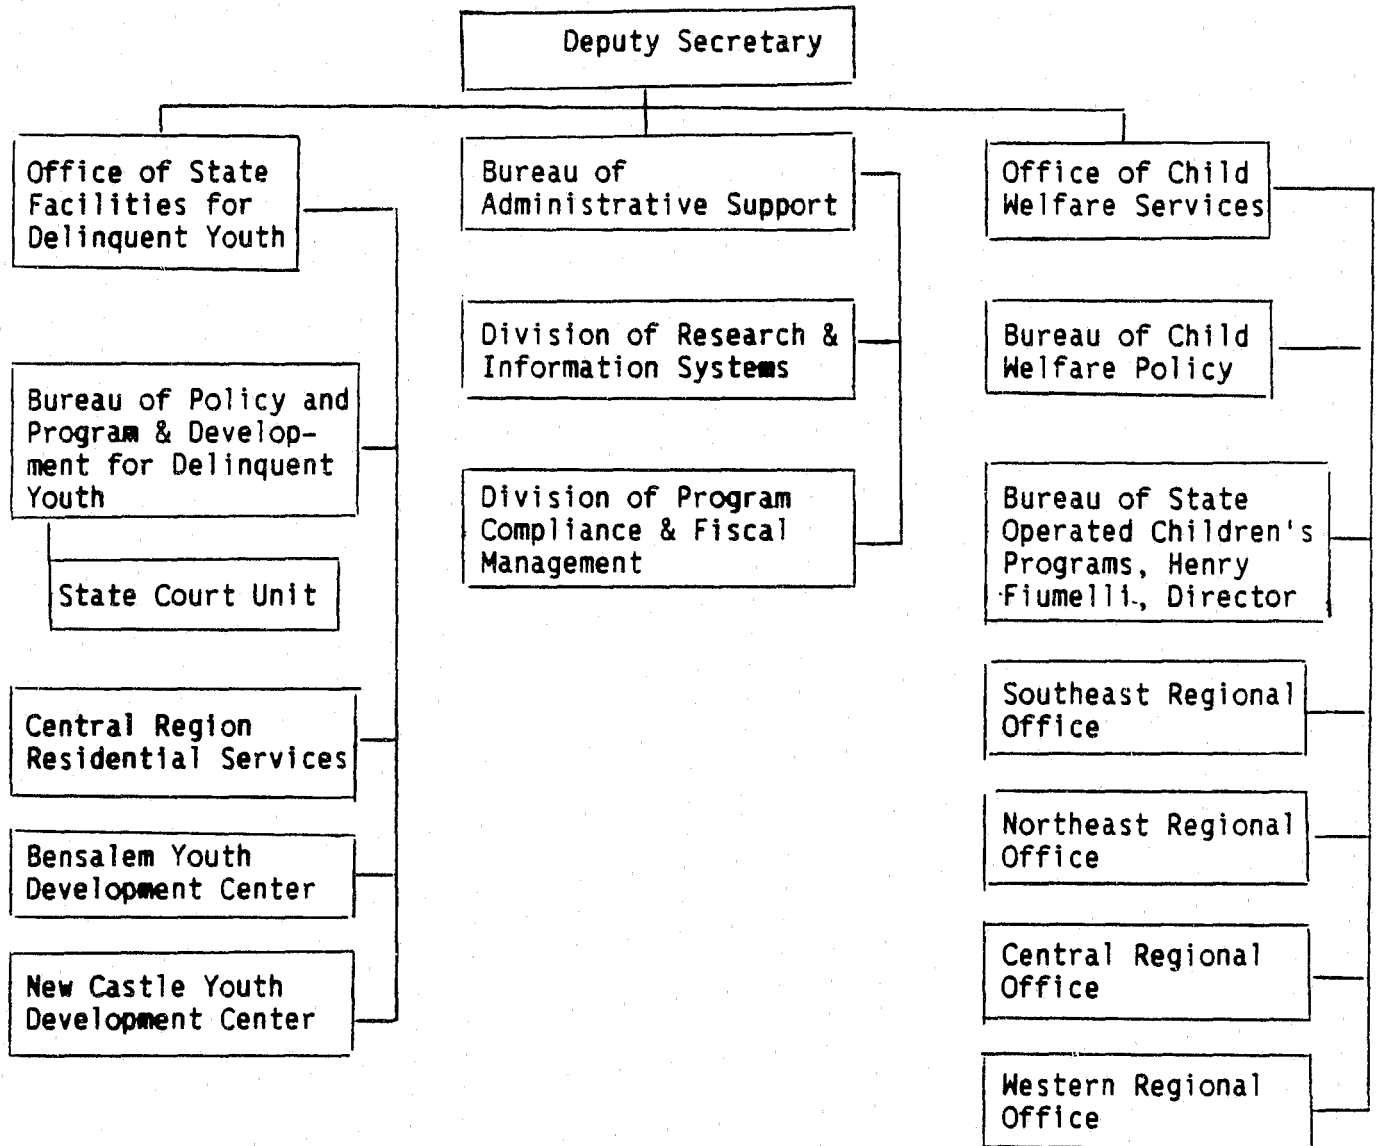 Deputy Secretary
Office of State
Facilities for
Delinquent Youth
Bureau of Policy and
Program & Develop-
ment for Delinquent
Youth
State Court Unit
Central Region
Residential Services
Bensalem Youth
Development Center
New Castle Youth
Development Center
Bureau of
Administrative Support
Division of Research &
Information Systems
Division of Program
Compliance & Fiscal
Management
Office of Child
Welfare Services
Bureau of Child
Welfare Policy
Bureau of State
Operated Children's
Programs, Henry
Fiumelli, Director
Southeast Regional
Office
Northeast Regional
Office
Central Regional
Office
Western Regional
Office